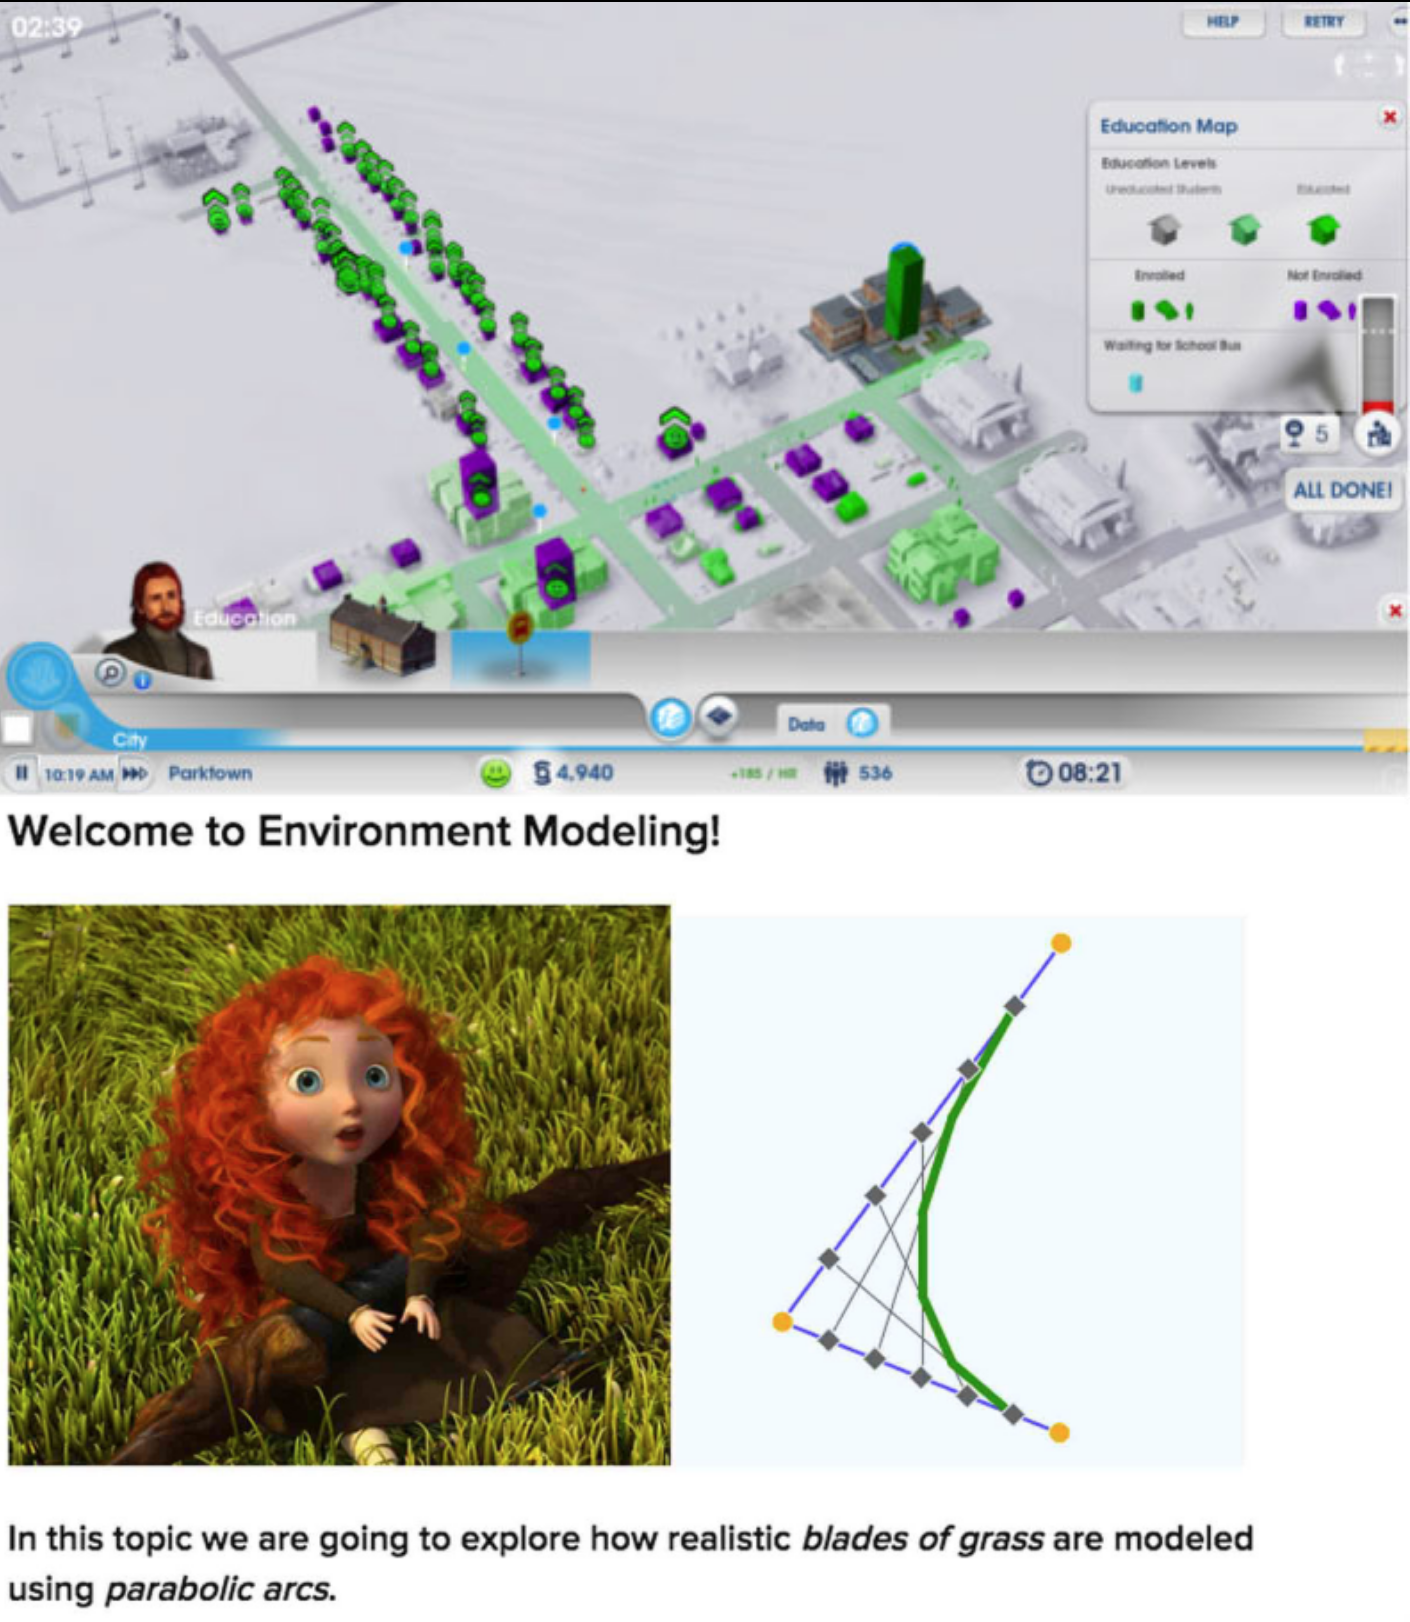 02:39
HELP
RETRY
Education Map
Education Levels
Uneducated Students
Educated
Enrolled
Not Enrolled
Waiting for School Bus
5
ALL DONE!
Education
Data
City
10:19 AM
Parktown
4,940
+185 / HR
536
08:21
Welcome to Environment Modeling!
In this topic we are going to explore how realistic blades of grass are modeled
using parabolic arcs.